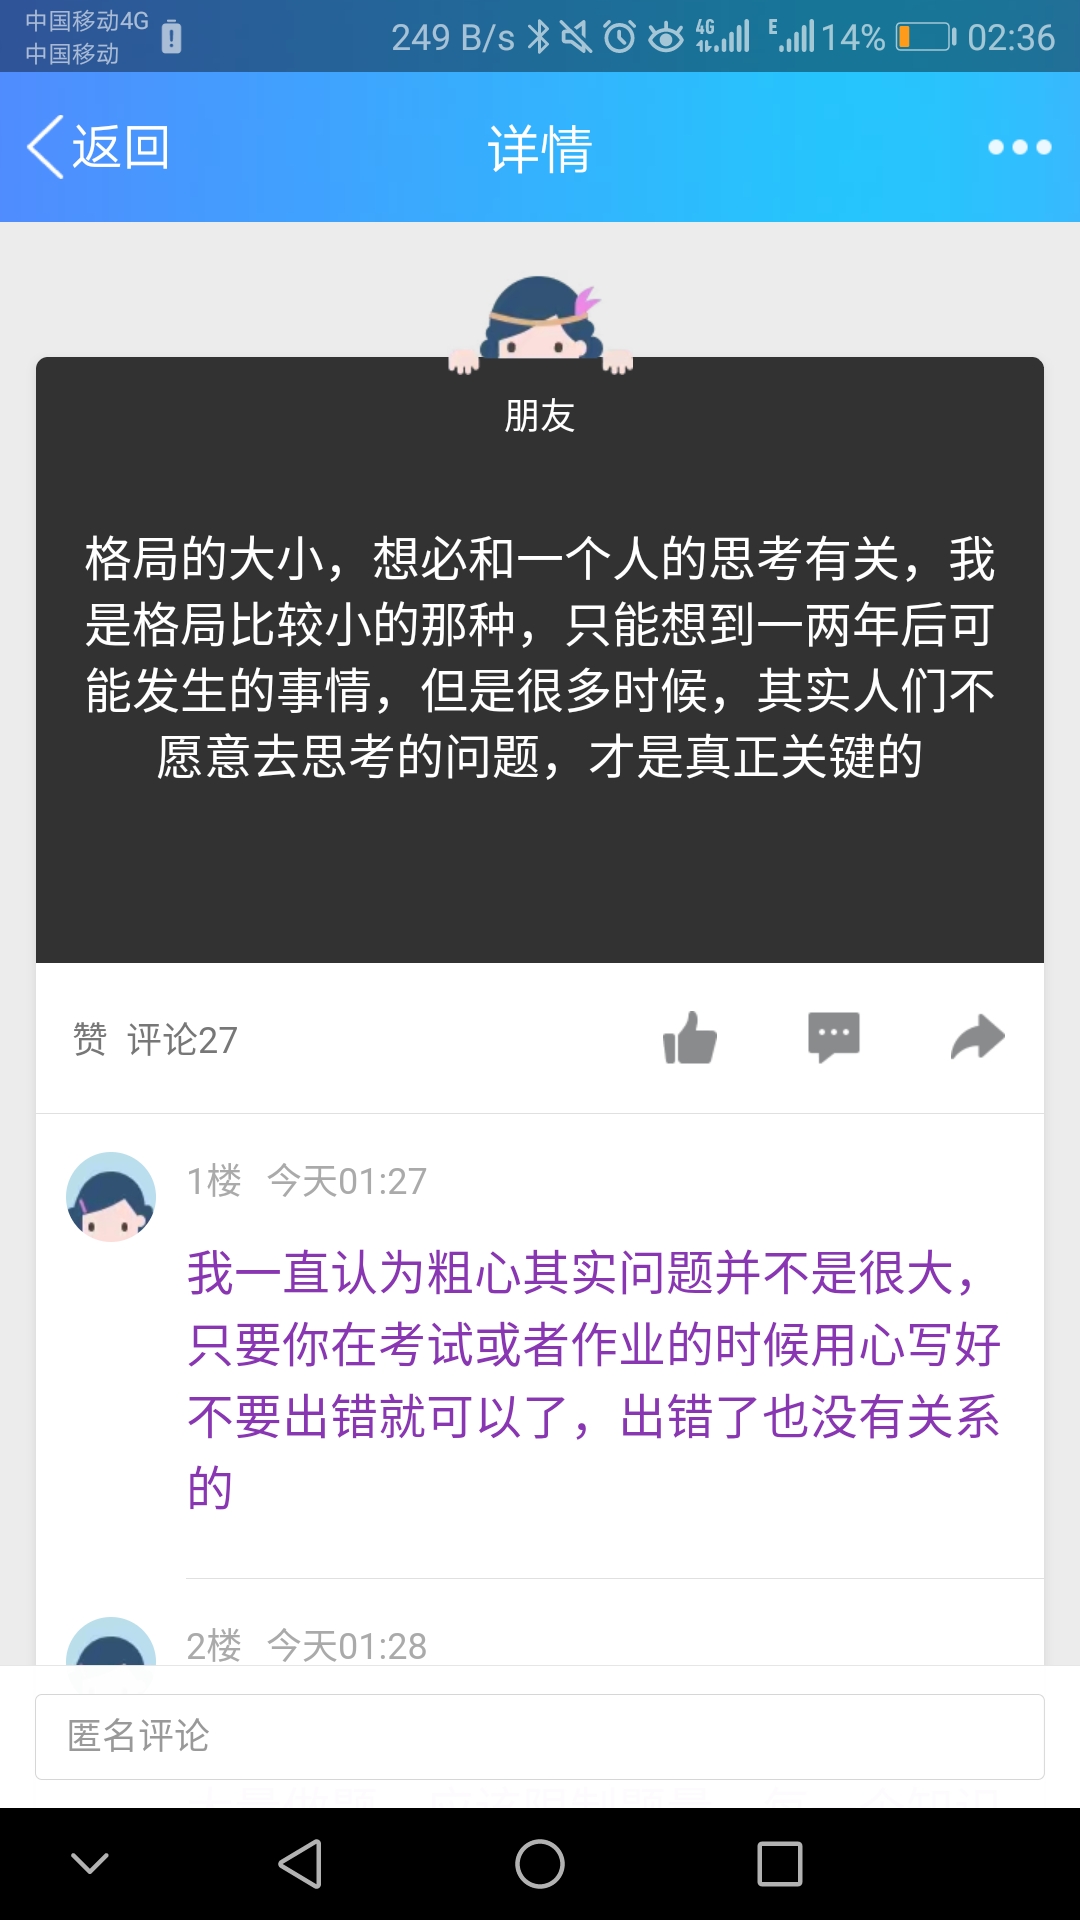 中国移动4G
中国移动
249 B/s
4G
E
14%
02:36
返回
详情
朋友
格局的大小，想必和一个人的思考有关，我
是格局比较小的那种，只能想到一两年后可
能发生的事情，但是很多时候，其实人们不
愿意去思考的问题，才是真正关键的
赞 评论27
1楼 今天01:27
我一直认为粗心其实问题并不是很大，
只要你在考试或者作业的时候用心写好
不要出错就可以了，出错了也没有关系
的
2楼 今天01:28
匿名评论